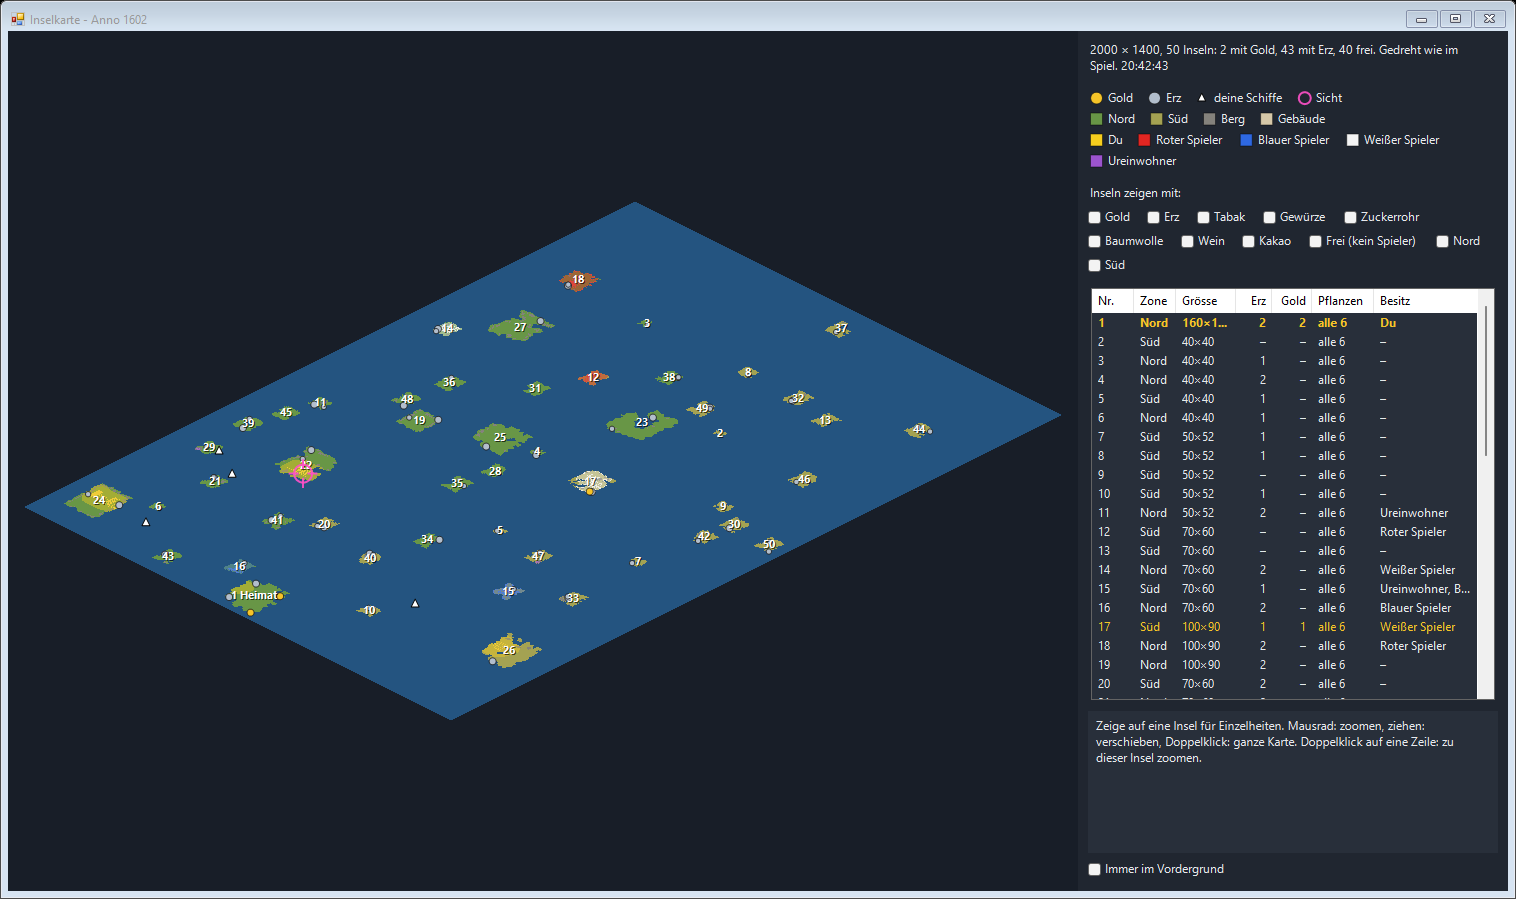 Inselkarte - Anno 1602
2000 × 1400, 50 Inseln: 2 mit Gold, 43 mit Erz, 40 frei. Gedreht wie im
Spiel. 20:42:43
Gold Erz deine Schiffe Sicht
Nord Süd Berg Gebäude
Du Roter Spieler Blauer Spieler Weißer Spieler
Ureinwohner
Inseln zeigen mit:
Gold Erz Tabak Gewürze Zuckerrohr
Baumwolle Wein Kakao Frei (kein Spieler) Nord
Süd
Nr. Zone Grösse Erz Gold Pflanzen Besitz
1 Nord 160×1... 2 2 alle 6 Du
2 Süd 40×40 – – alle 6 –
3 Nord 40×40 1 – alle 6 –
4 Nord 40×40 2 – alle 6 –
5 Süd 40×40 1 – alle 6 –
6 Nord 40×40 1 – alle 6 –
7 Süd 50×52 1 – alle 6 –
8 Süd 50×52 1 – alle 6 –
9 Süd 50×52 – – alle 6 –
10 Süd 50×52 1 – alle 6 –
11 Nord 50×52 2 – alle 6 Ureinwohner
12 Süd 70×60 – – alle 6 Roter Spieler
13 Süd 70×60 – – alle 6 –
14 Nord 70×60 2 – alle 6 Weißer Spieler
15 Süd 70×60 1 – alle 6 Ureinwohner, B...
16 Nord 70×60 2 – alle 6 Blauer Spieler
17 Süd 100×90 1 1 alle 6 Weißer Spieler
18 Nord 100×90 2 – alle 6 Roter Spieler
19 Nord 100×90 2 – alle 6 –
20 Süd 70×60 2 – alle 6 –
Zeige auf eine Insel für Einzelheiten. Mausrad: zoomen, ziehen:
verschieben, Doppelklick: ganze Karte. Doppelklick auf eine Zeile: zu
dieser Insel zoomen.
Immer im Vordergrund
18
27
3
14
37
36
31
12
38
8
11
48
32
45
39
19
23
49
13
2
44
25
29
4
22
28
21
35
17
46
24
6
9
41
20
30
5
34
42
50
43
40
47
7
16
1 Heimat
15
33
10
26